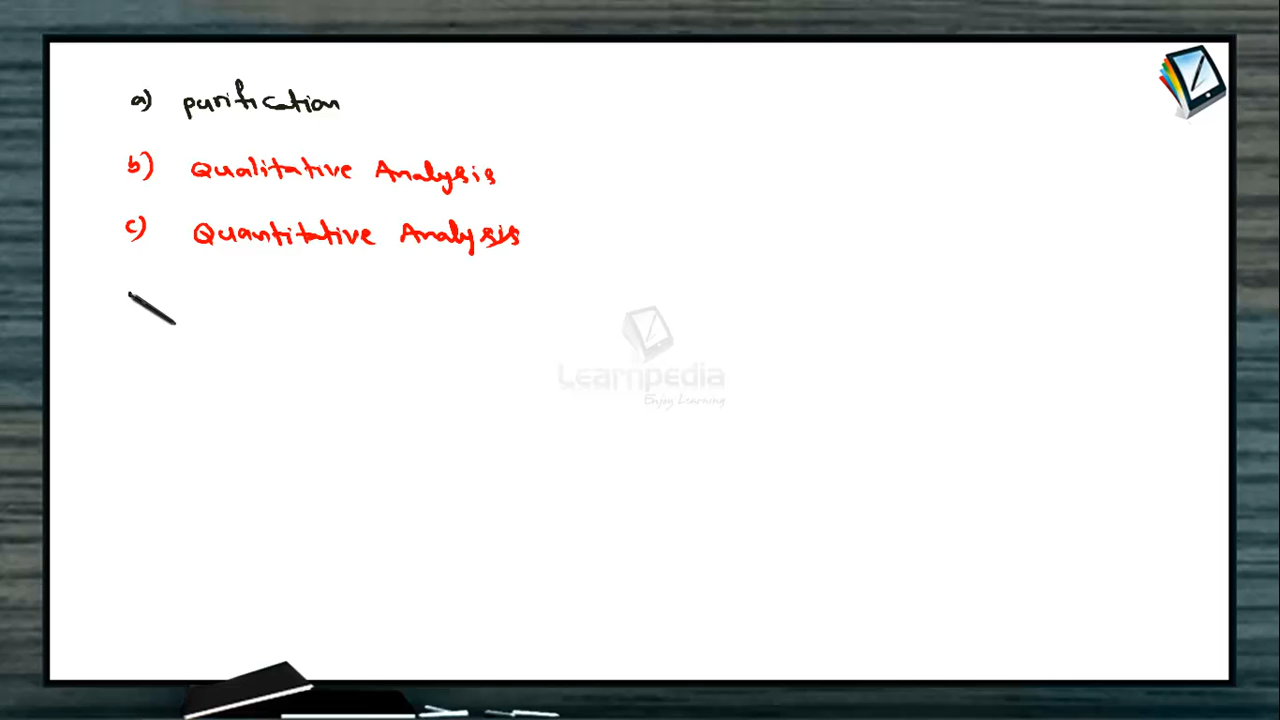 a) purification
b) Qualitative Analysis
c) Quantitative Analysis
Learnpedia
Enjoy Learning